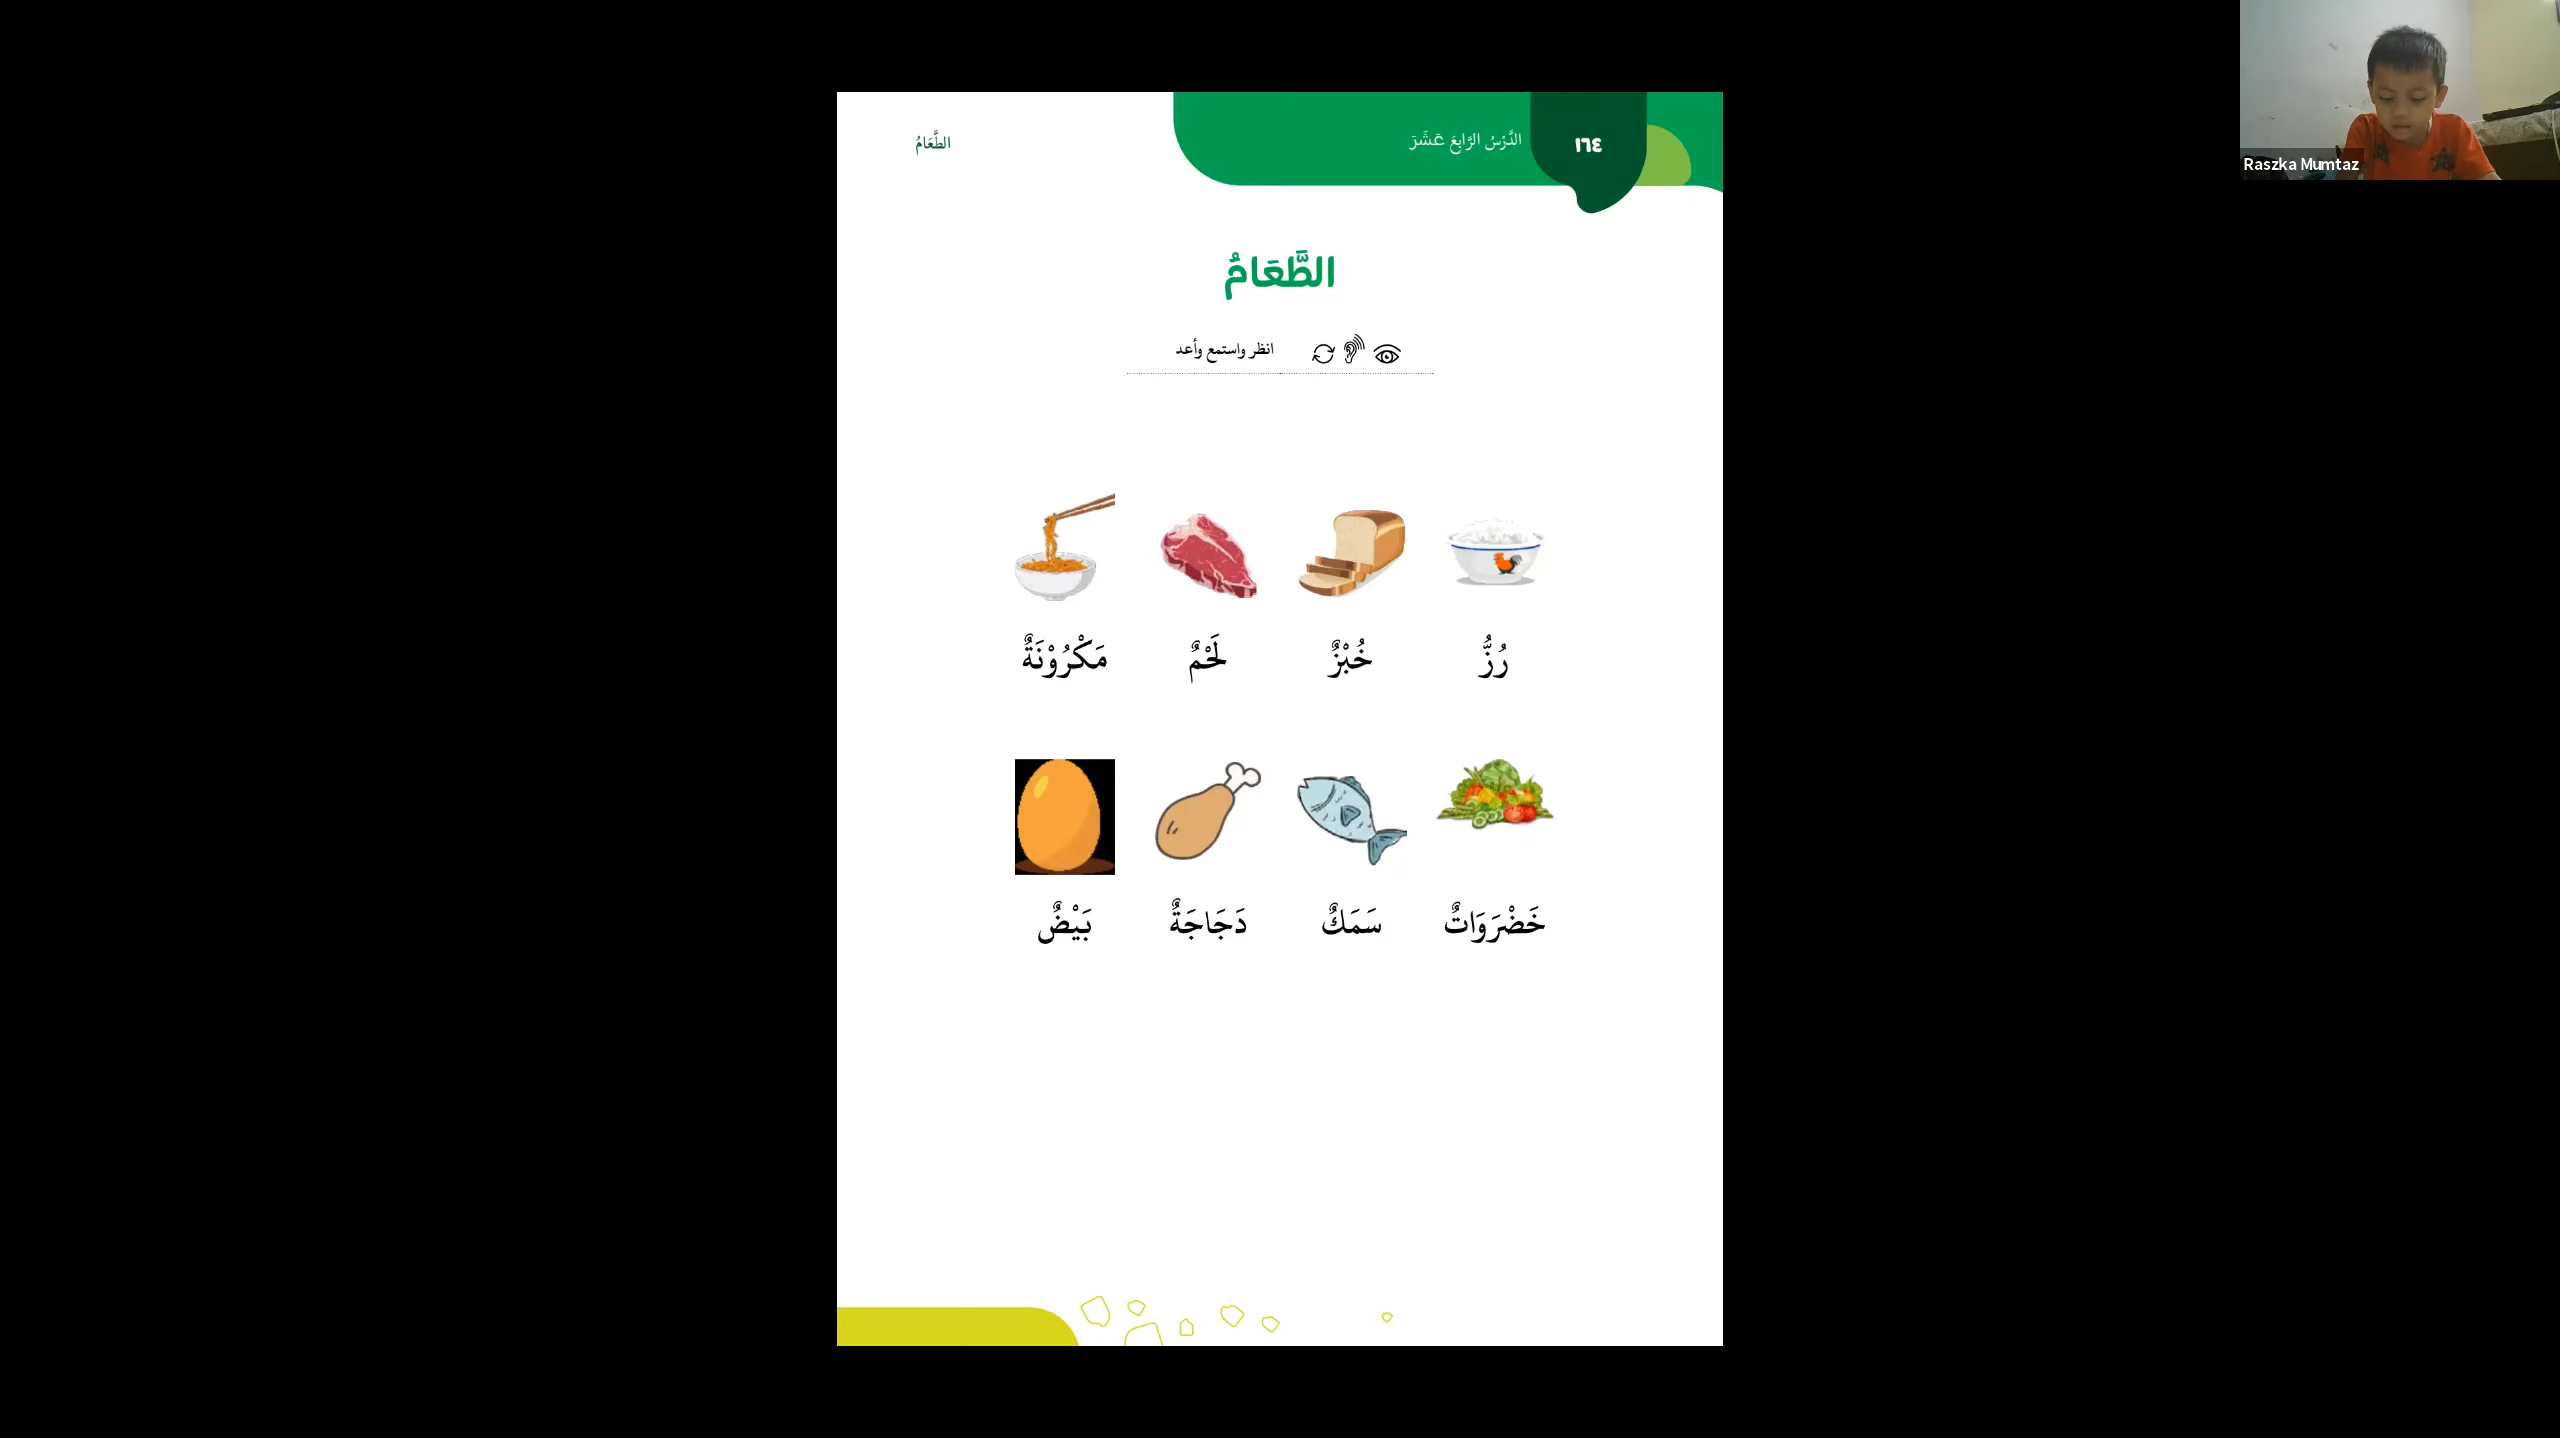 الدَّرْسُ الرَّابِعَ عَشَرَ ١٦٤
الطَّعَامُ
Raszka Mumtaz
الطَّعَامُ
انظر واستمع وأعد
رُزٌّ خُبْزٌ لَحْمٌ مَكْرُوْنَةٌ
خَضْرَوَاتٌ سَمَكٌ دَجَاجَةٌ بَيْضٌ